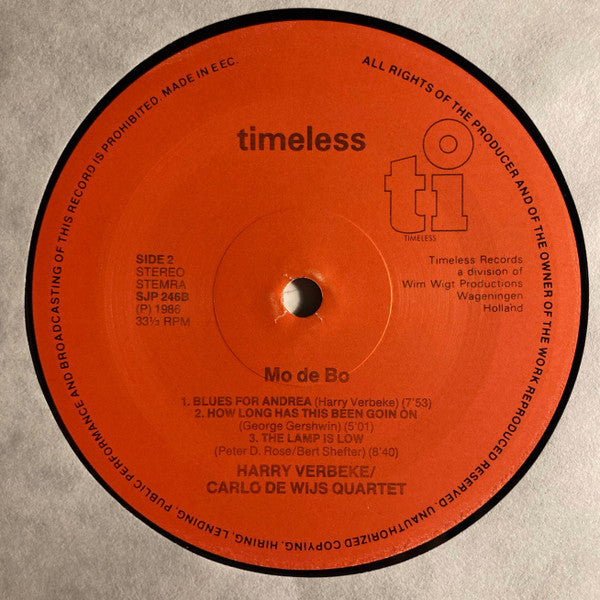 ALL RIGHTS OF THE PRODUCER AND OF THE OWNER OF THE WORK REPRODUCED RESERVED. UNAUTHORIZED COPYING, HIRING, LENDING, PUBLIC PERFORMANCE AND BROADCASTING OF THIS RECORD IS PROHIBITED. MADE IN E EC.
timeless
ti
TIMELESS
SIDE 2
STEREO
STEMRA
SJP 246B
(P) 1986
33⅓ RPM
Timeless Records
a division of
Wim Wigt Productions
Wageningen
Holland
Mo de Bo
1. BLUES FOR ANDREA (Harry Verbeke) (7'53)
2. HOW LONG HAS THIS BEEN GOIN ON
(George Gershwin) (5'01)
3. THE LAMP IS LOW
(Peter D. Rose/Bert Shefter) (8'40)
HARRY VERBEKE/
CARLO DE WIJS QUARTET